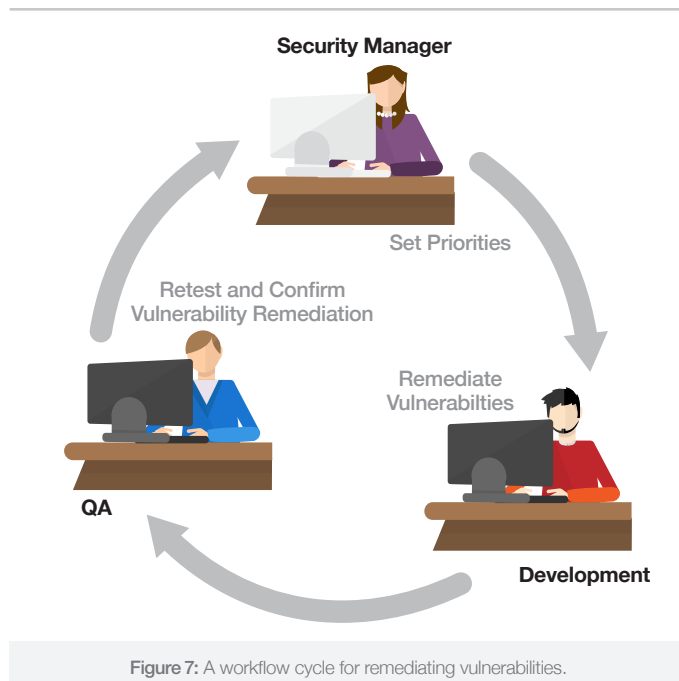 Security Manager
Set Priorities
Retest and Confirm
Vulnerability Remediation
Remediate
Vulnerabilties
QA
Development
Figure 7: A workflow cycle for remediating vulnerabilities.